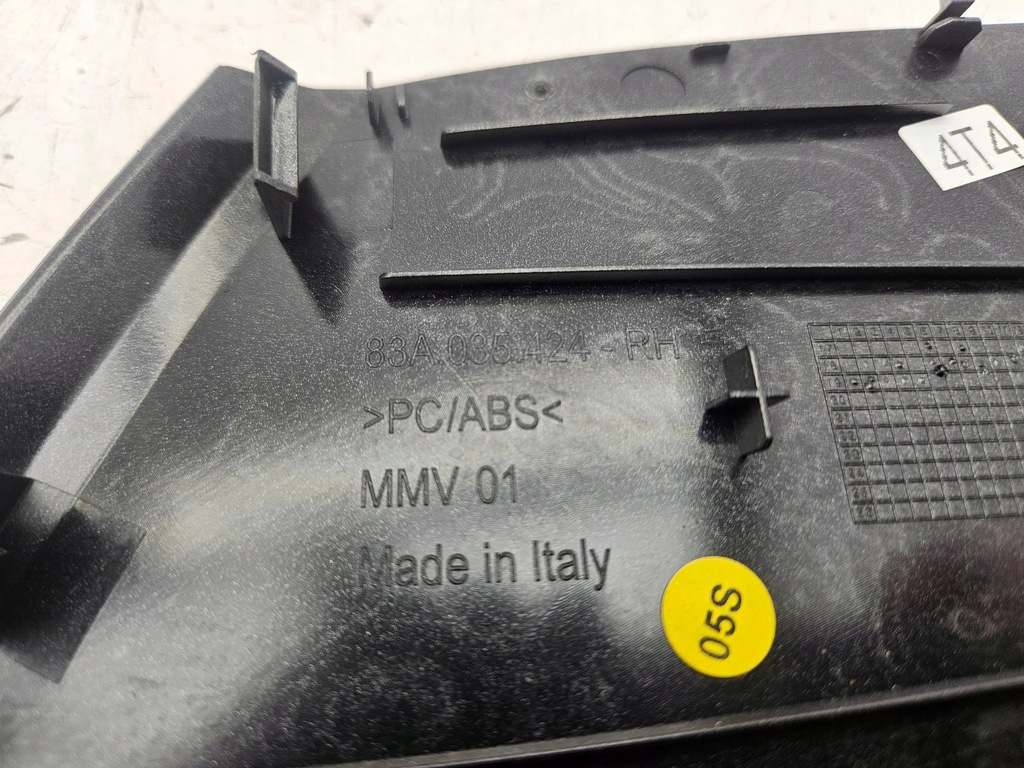 4T4
83A.035.424 - RH
>PC/ABS<
MMV 01
Made in Italy
05S